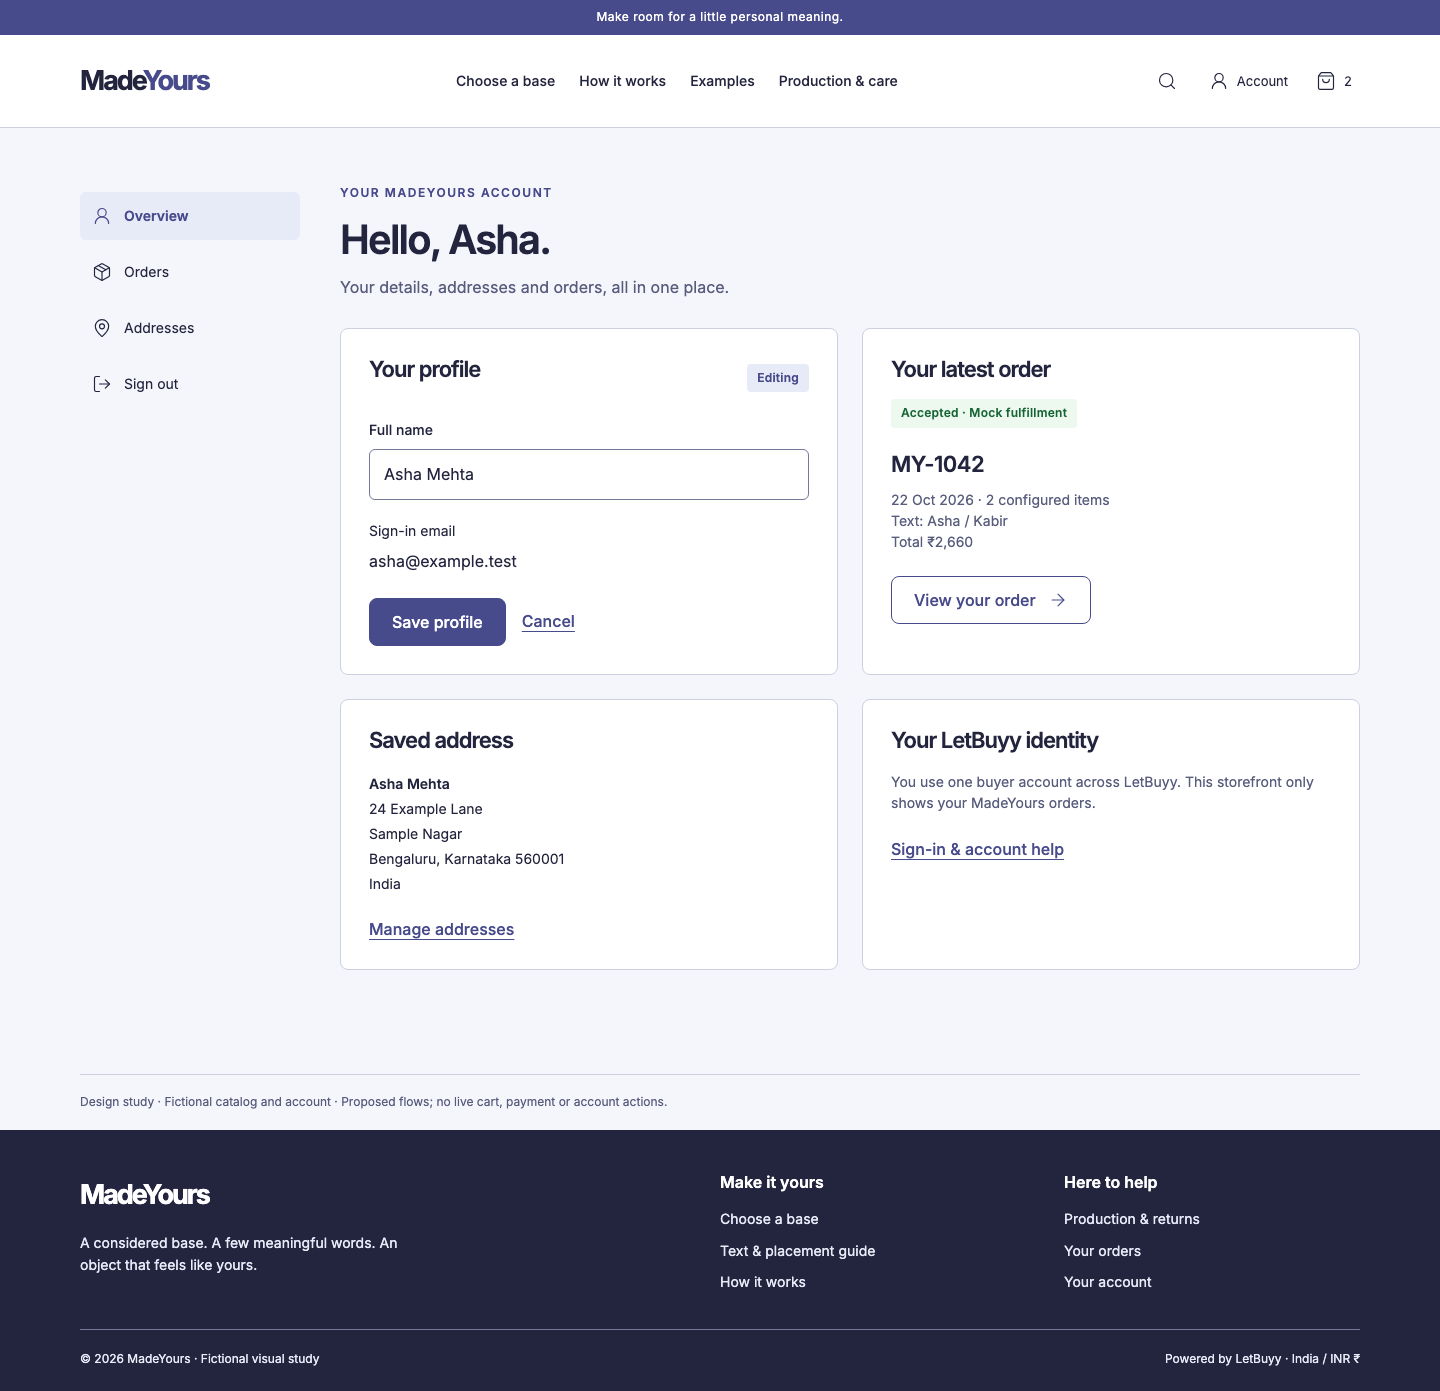 Make room for a little personal meaning.
MadeYours
Choose a base
How it works
Examples
Production & care
Account
2
Overview
Orders
Addresses
Sign out
YOUR MADEYOURS ACCOUNT
Hello, Asha.
Your details, addresses and orders, all in one place.
Your profile
Editing
Full name
Asha Mehta
Sign-in email
asha@example.test
Save profile
Cancel
Your latest order
Accepted · Mock fulfillment
MY-1042
22 Oct 2026 · 2 configured items
Text: Asha / Kabir
Total ₹2,660
View your order
Saved address
Asha Mehta
24 Example Lane
Sample Nagar
Bengaluru, Karnataka 560001
India
Manage addresses
Your LetBuyy identity
You use one buyer account across LetBuyy. This storefront only
shows your MadeYours orders.
Sign-in & account help
Design study · Fictional catalog and account · Proposed flows; no live cart, payment or account actions.
MadeYours
A considered base. A few meaningful words. An
object that feels like yours.
Make it yours
Choose a base
Text & placement guide
How it works
Here to help
Production & returns
Your orders
Your account
© 2026 MadeYours · Fictional visual study
Powered by LetBuyy · India / INR ₹